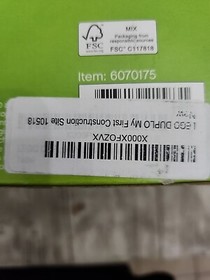 FSC
MIX
Packaging from
responsible sources
FSC® C117818
Item: 6070175
LEGO DUPLO My First Construction Site 10518
X000XFOZVX